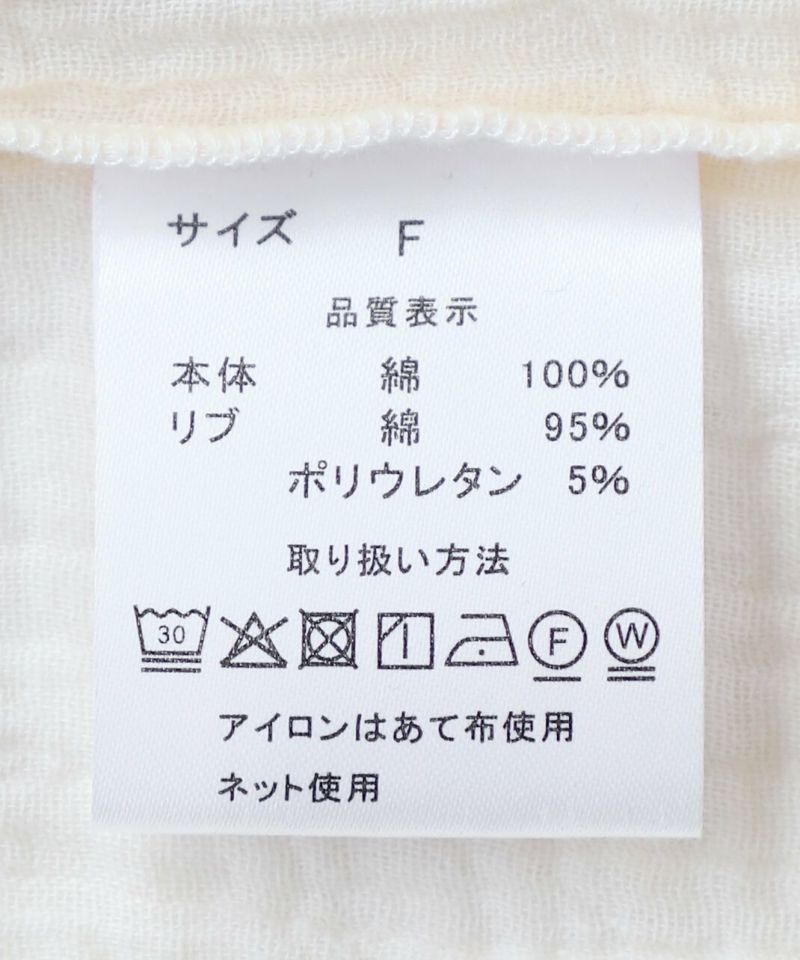 サイズ F
品質表示
本体 綿 100%
リブ 綿 95%
ポリウレタン 5%
取り扱い方法
30 F W
アイロンはあて布使用
ネット使用